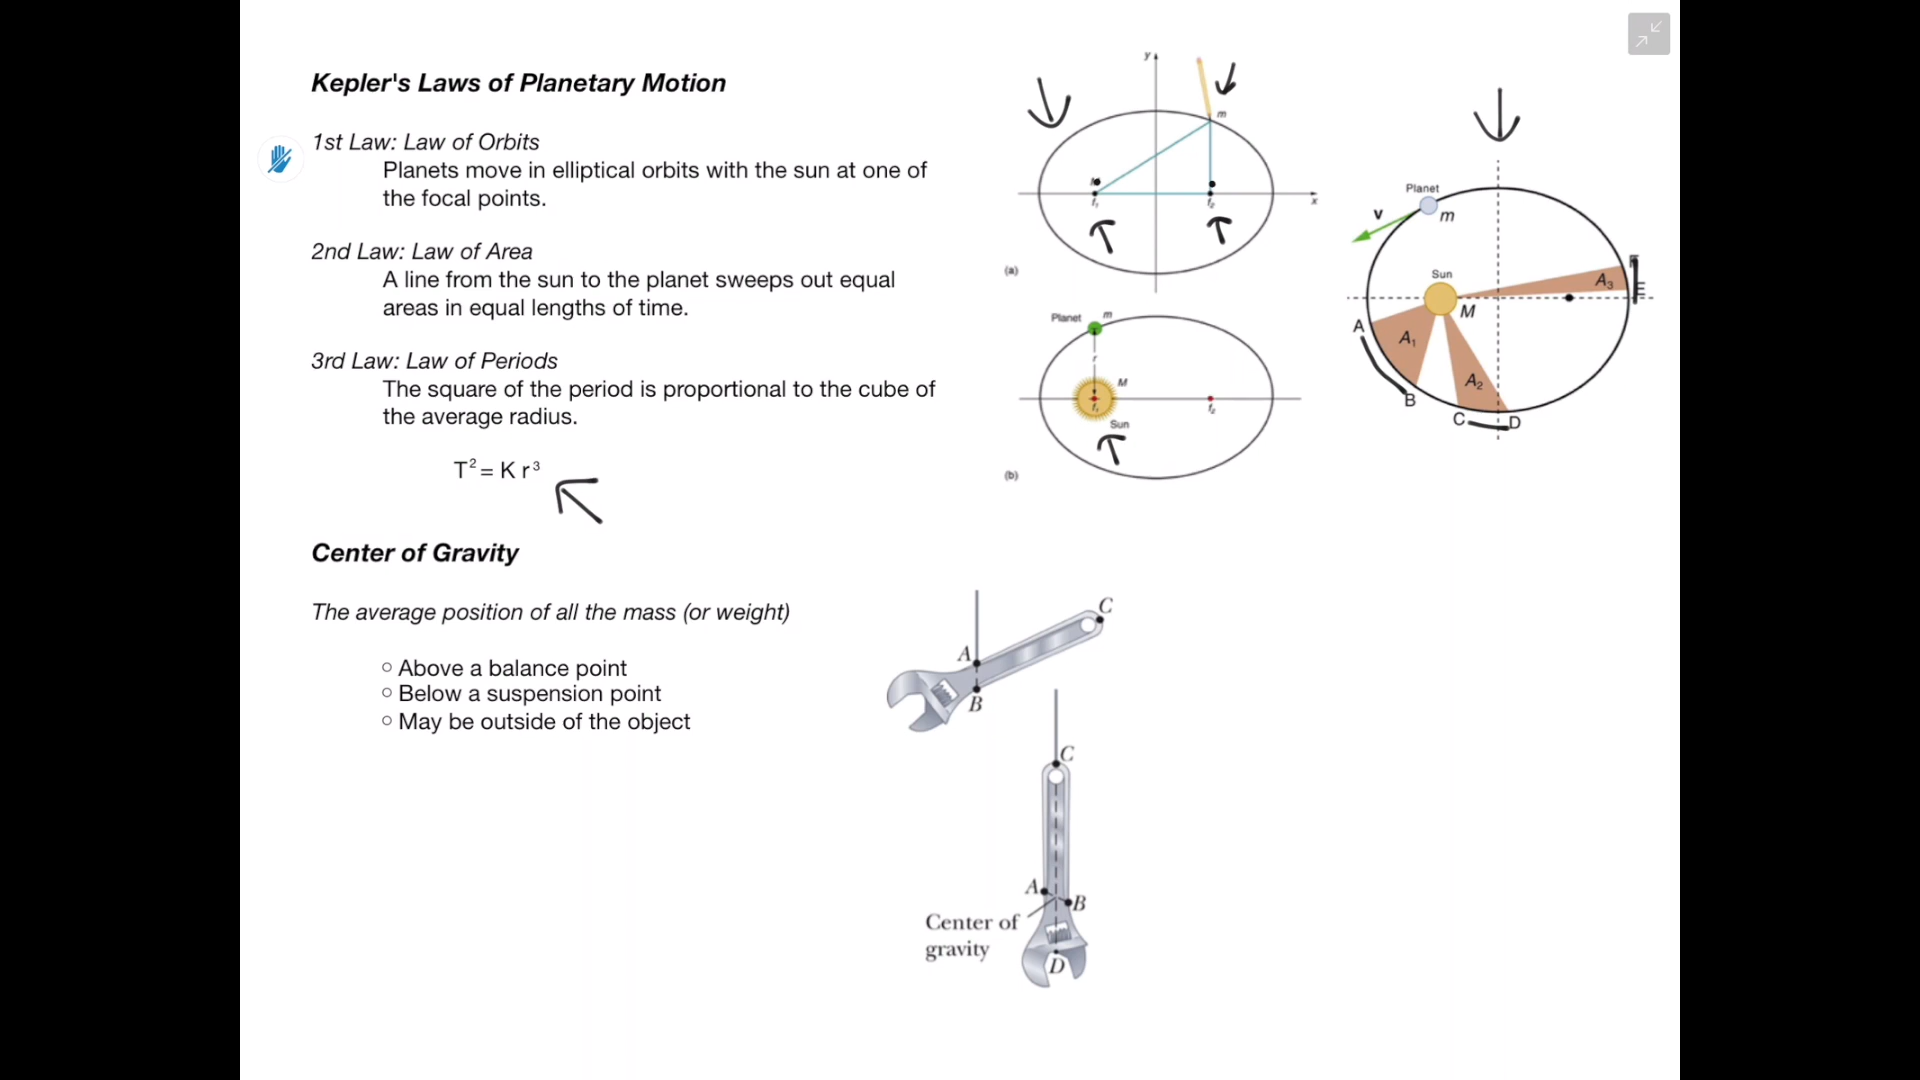 Kepler's Laws of Planetary Motion
1st Law: Law of Orbits
Planets move in elliptical orbits with the sun at one of
the focal points.
2nd Law: Law of Area
A line from the sun to the planet sweeps out equal
areas in equal lengths of time.
3rd Law: Law of Periods
The square of the period is proportional to the cube of
the average radius.
T² = K r³
Center of Gravity
The average position of all the mass (or weight)
○ Above a balance point
○ Below a suspension point
○ May be outside of the object
y
m
f₁
f₂
x
(a)
Planet
m
r
M
f₁
f₂
Sun
(b)
Planet
v
m
Sun
M
A₃
E
A
A₁
A₂
B
C
D
C
A
B
C
A
B
Center of
gravity
D